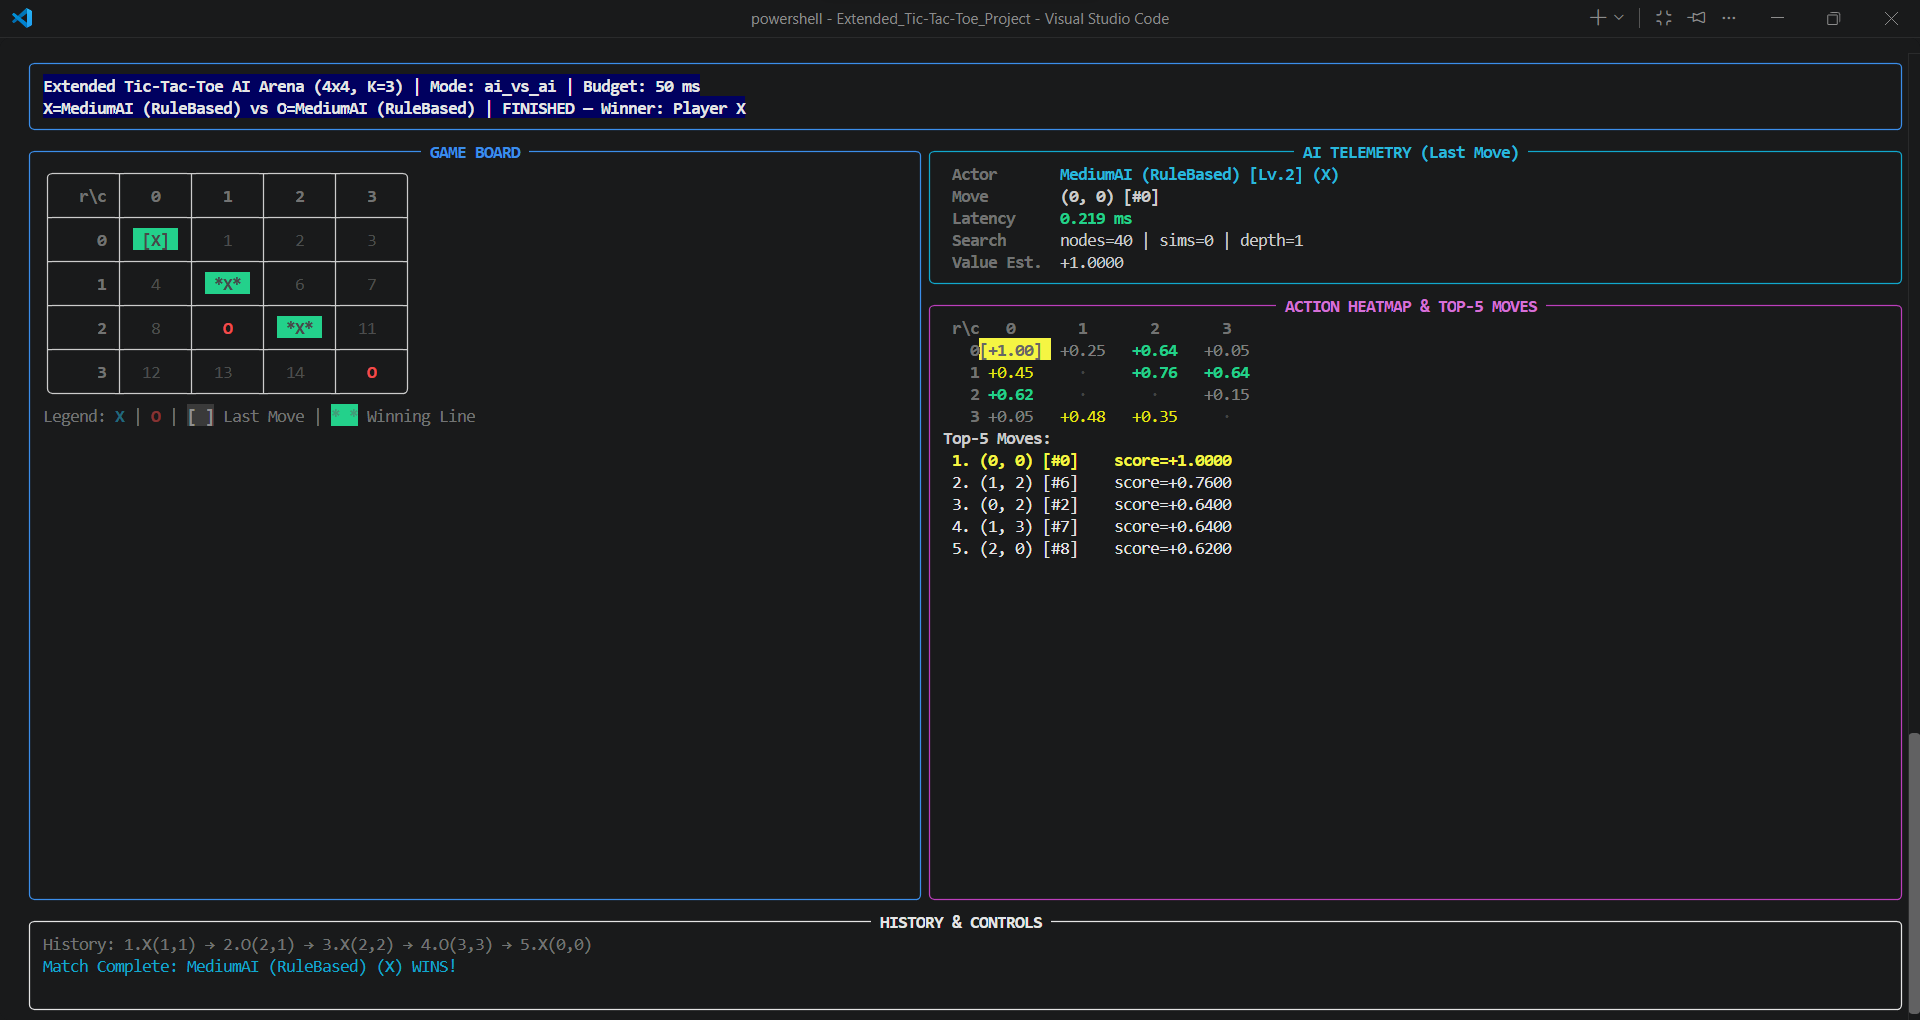 powershell - Extended_Tic-Tac-Toe_Project - Visual Studio Code
Extended Tic-Tac-Toe AI Arena (4x4, K=3) | Mode: ai_vs_ai | Budget: 50 ms
X=MediumAI (RuleBased) vs O=MediumAI (RuleBased) | FINISHED — Winner: Player X
GAME BOARD
r\c 0 1 2 3
0 [X] 1 2 3
1 4 *X* 6 7
2 8 O *X* 11
3 12 13 14 O
Legend: X | O | [ ] Last Move | * * Winning Line
AI TELEMETRY (Last Move)
Actor MediumAI (RuleBased) [Lv.2] (X)
Move (0, 0) [#0]
Latency 0.219 ms
Search nodes=40 | sims=0 | depth=1
Value Est. +1.0000
ACTION HEATMAP & TOP-5 MOVES
r\c 0 1 2 3
0[+1.00] +0.25 +0.64 +0.05
1 +0.45 · +0.76 +0.64
2 +0.62 · · +0.15
3 +0.05 +0.48 +0.35 ·
Top-5 Moves:
1. (0, 0) [#0] score=+1.0000
2. (1, 2) [#6] score=+0.7600
3. (0, 2) [#2] score=+0.6400
4. (1, 3) [#7] score=+0.6400
5. (2, 0) [#8] score=+0.6200
HISTORY & CONTROLS
History: 1.X(1,1) → 2.O(2,1) → 3.X(2,2) → 4.O(3,3) → 5.X(0,0)
Match Complete: MediumAI (RuleBased) (X) WINS!